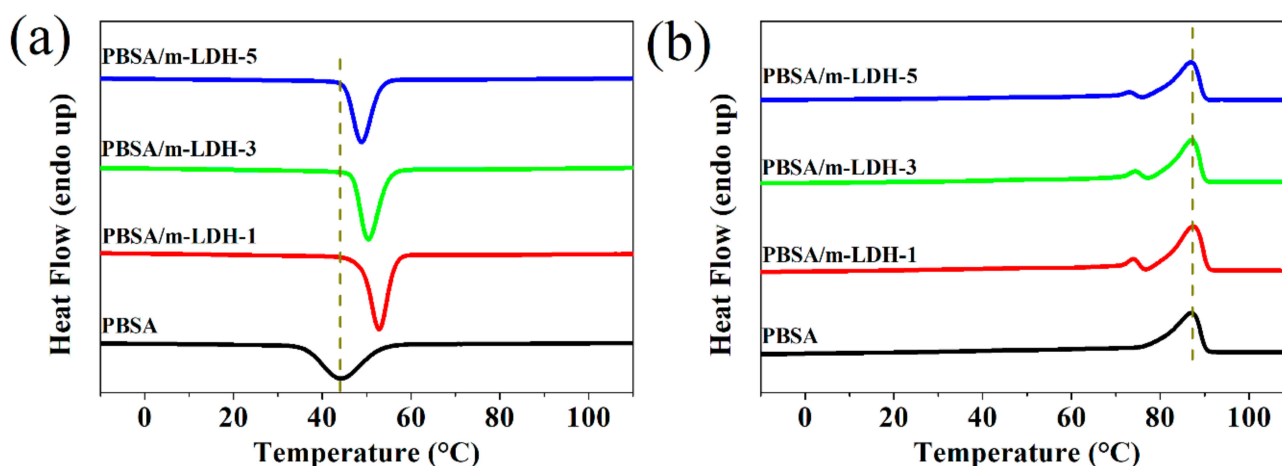 (a)
Heat Flow (endo up)
PBSA/m-LDH-5
PBSA/m-LDH-3
PBSA/m-LDH-1
PBSA
0 20 40 60 80 100
Temperature (°C)
(b)
Heat Flow (endo up)
PBSA/m-LDH-5
PBSA/m-LDH-3
PBSA/m-LDH-1
PBSA
0 20 40 60 80 100
Temperature (°C)